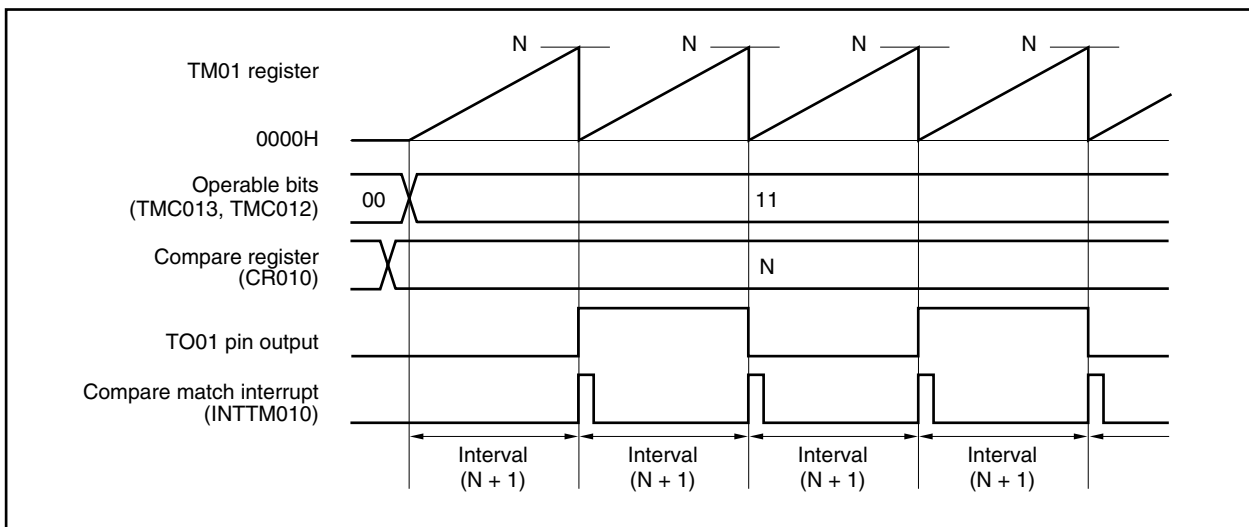 N N N N
TM01 register
0000H
Operable bits
(TMC013, TMC012)
00 11
Compare register
(CR010)
N
TO01 pin output
Compare match interrupt
(INTTM010)
Interval
(N + 1)
Interval
(N + 1)
Interval
(N + 1)
Interval
(N + 1)